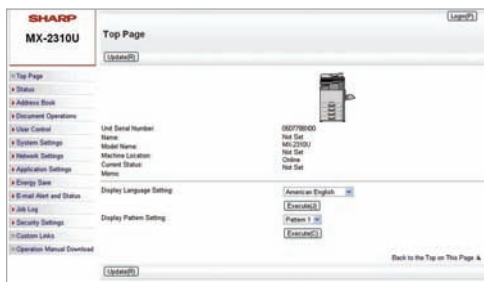 SHARP
MX-2310U
Login(P)
Top Page
Update(R)
Top Page
Status
Address Book
Document Operations
User Control
System Settings
Network Settings
Application Settings
Energy Save
E-mail Alert and Status
Job Log
Security Settings
Custom Links
Operation Manual Download
Unit Serial Number:
Name: Not Set
Model Name: MX-2310U
Machine Location: Not Set
Current Status: Online
Memo: Not Set
Display Language Setting: American English
Execute(J)
Display Pattern Setting: Pattern 1
Execute(C)
Back to the Top on This Page
Update(R)